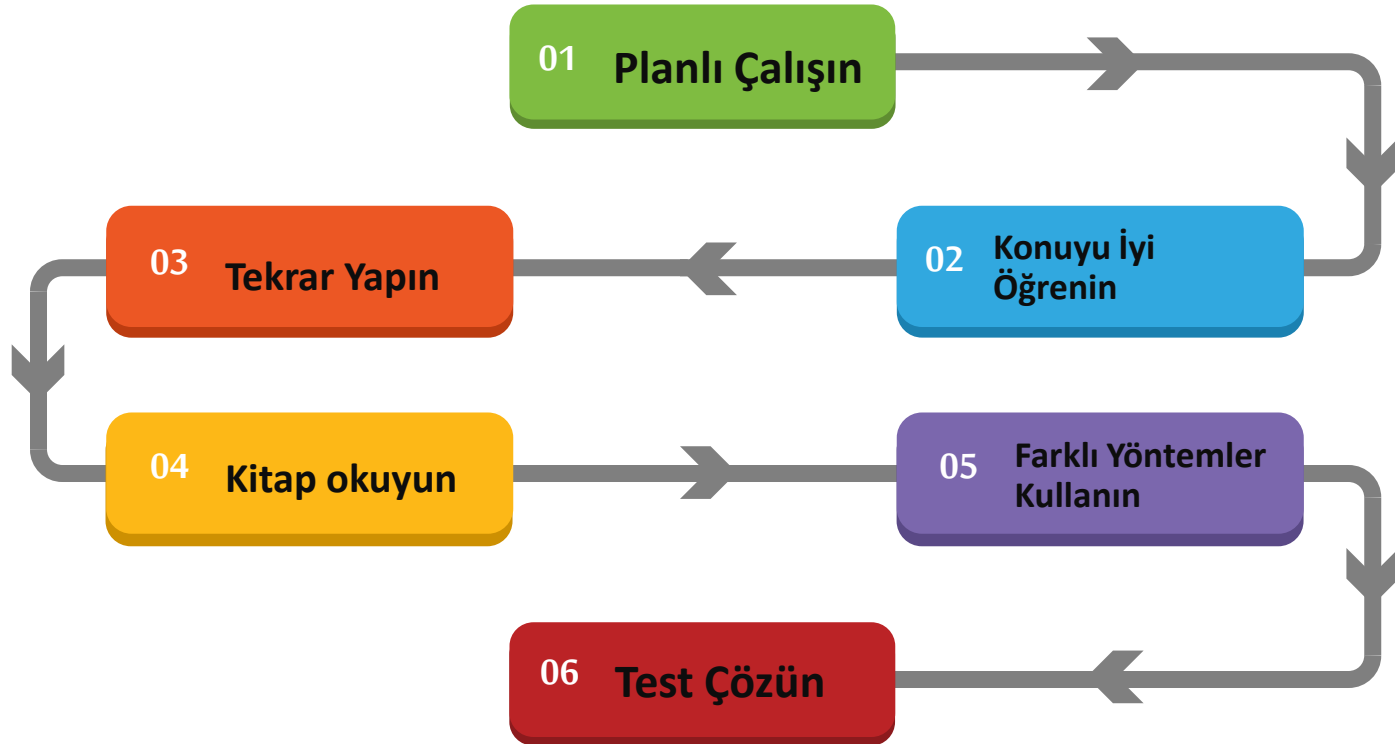 01 Planlı Çalışın
02 Konuyu İyi
Öğrenin
03 Tekrar Yapın
04 Kitap okuyun
05 Farklı Yöntemler
Kullanın
06 Test Çözün